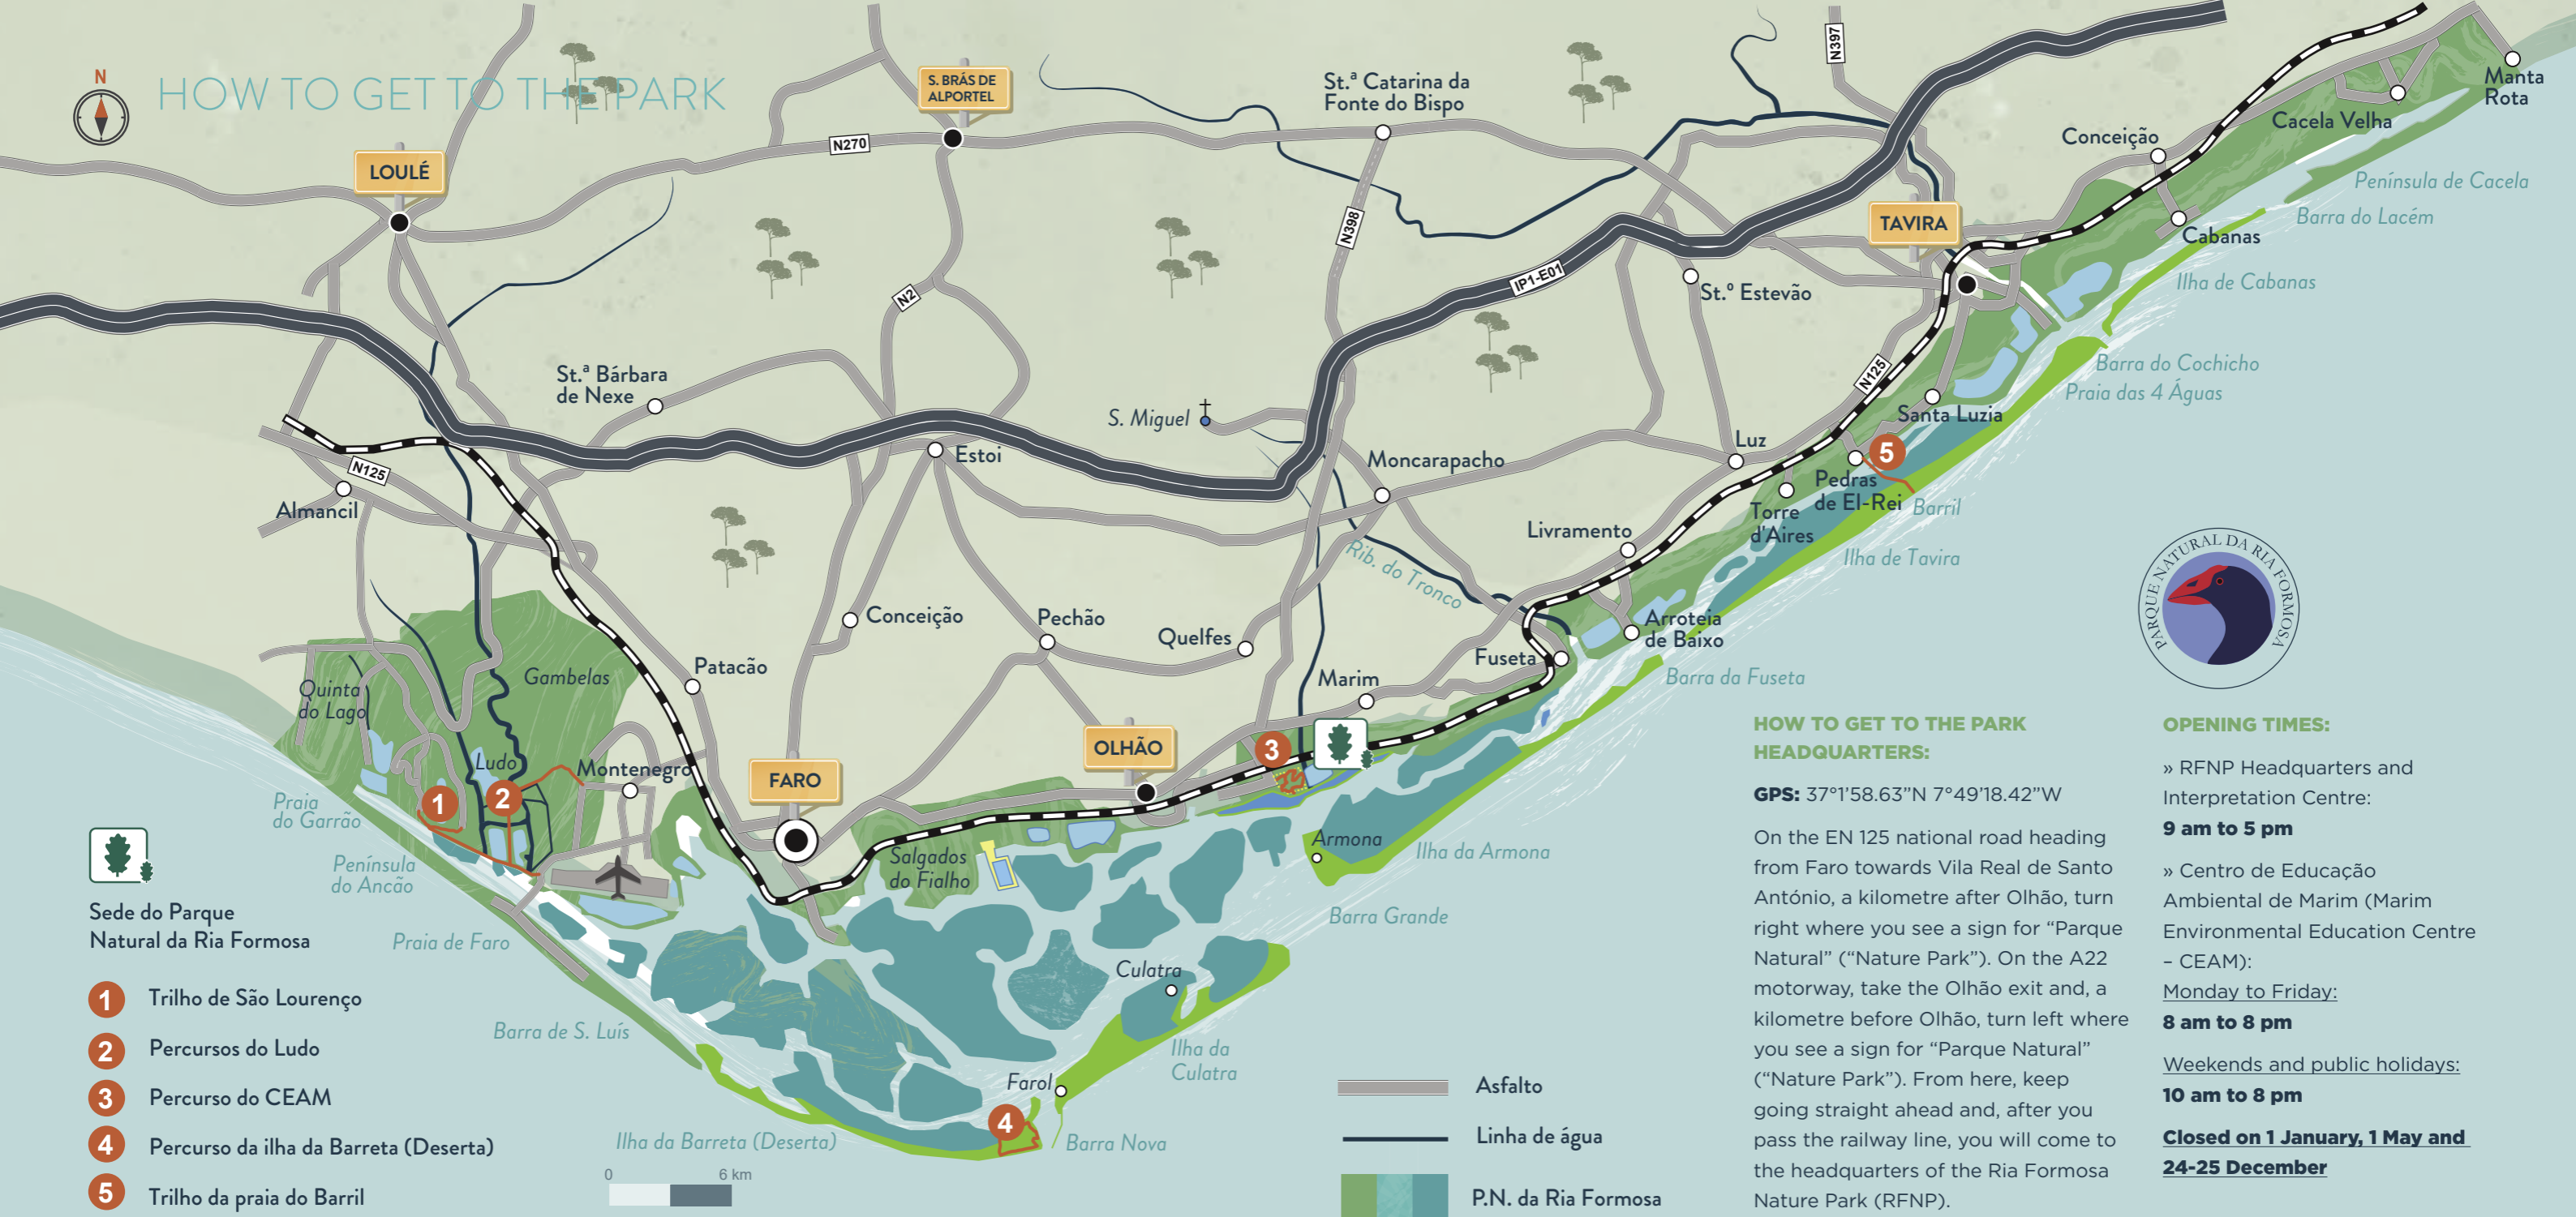 N
HOW TO GET TO THE PARK
S. BRÁS DE
ALPORTEL
LOULÉ
N270
St.ª Catarina da
Fonte do Bispo
N397
Manta
Rota
Cacela Velha
Conceição
Península de Cacela
Barra do Lacém
TAVIRA
Cabanas
Ilha de Cabanas
N398
N2
IP1-E01
St.º Estevão
Barra do Cochicho
Praia das 4 Águas
N125
Santa Luzia
St.ª Bárbara
de Nexe
S. Miguel
Estoi
Moncarapacho
Luz
5
Pedras
de El-Rei
Barril
Torre
d'Aires
Ilha de Tavira
N125
Almancil
Livramento
Rib. do Tronco
Conceição
Pechão
Quelfes
Arroteia
de Baixo
Fuseta
Barra da Fuseta
Patacão
Gambelas
Quinta
do Lago
Marim
OLHÃO
3
Ludo
Montenegro
FARO
1
2
Praia
do Garrão
Península
do Ancão
Salgados
do Fialho
Armona
Ilha da Armona
Barra Grande
Praia de Faro
Culatra
Barra de S. Luís
Ilha da
Culatra
Farol
4
Barra Nova
Ilha da Barreta (Deserta)
0 6 km
Sede do Parque
Natural da Ria Formosa
1 Trilho de São Lourenço
2 Percursos do Ludo
3 Percurso do CEAM
4 Percurso da ilha da Barreta (Deserta)
5 Trilho da praia do Barril
Asfalto
Linha de água
P.N. da Ria Formosa
PARQUE NATURAL DA RIA FORMOSA
HOW TO GET TO THE PARK
HEADQUARTERS:
GPS: 37°1’58.63”N 7°49’18.42”W
On the EN 125 national road heading
from Faro towards Vila Real de Santo
António, a kilometre after Olhão, turn
right where you see a sign for “Parque
Natural” (“Nature Park”). On the A22
motorway, take the Olhão exit and, a
kilometre before Olhão, turn left where
you see a sign for “Parque Natural”
(“Nature Park”). From here, keep
going straight ahead and, after you
pass the railway line, you will come to
the headquarters of the Ria Formosa
Nature Park (RFNP).
OPENING TIMES:
» RFNP Headquarters and
Interpretation Centre:
9 am to 5 pm
» Centro de Educação
Ambiental de Marim (Marim
Environmental Education Centre
– CEAM):
Monday to Friday:
8 am to 8 pm
Weekends and public holidays:
10 am to 8 pm
Closed on 1 January, 1 May and
24-25 December